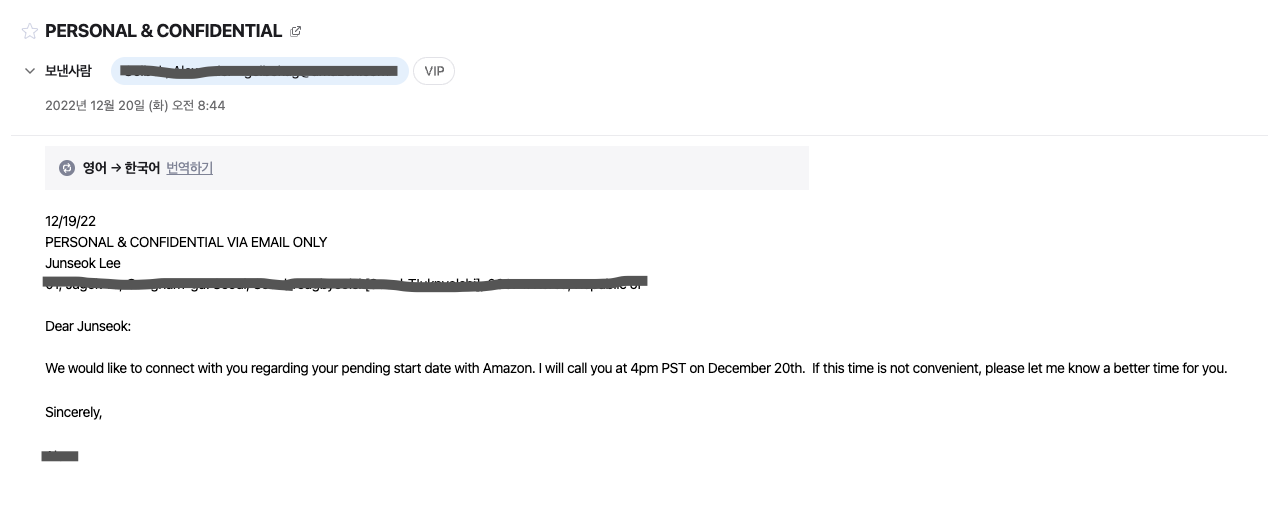 PERSONAL & CONFIDENTIAL
보낸사람 VIP
2022년 12월 20일 (화) 오전 8:44
영어 → 한국어 번역하기
12/19/22
PERSONAL & CONFIDENTIAL VIA EMAIL ONLY
Junseok Lee
Dear Junseok:
We would like to connect with you regarding your pending start date with Amazon. I will call you at 4pm PST on December 20th.  If this time is not convenient, please let me know a better time for you.
Sincerely,